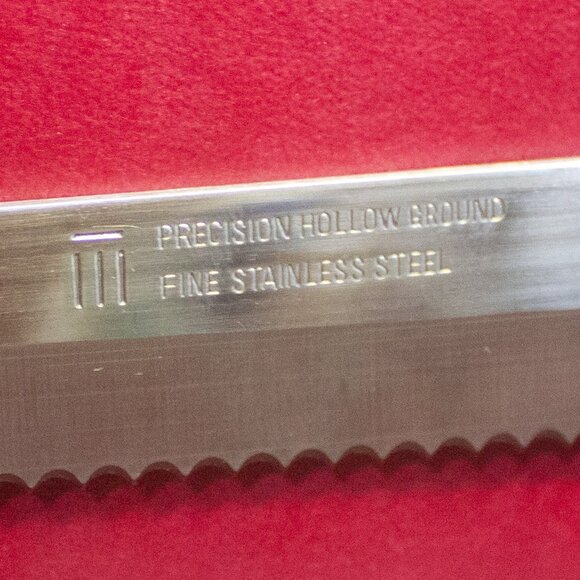 PRECISION HOLLOW GROUND
FINE STAINLESS STEEL